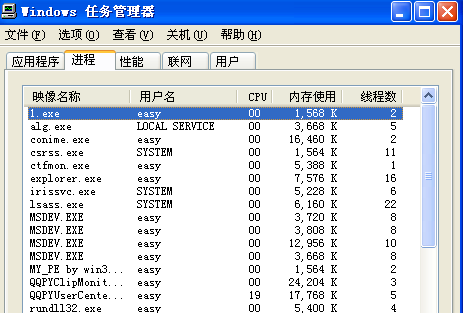 Windows 任务管理器
文件(F) 选项(O) 查看(V) 关机(U) 帮助(H)
应用程序 进程 性能 联网 用户
映像名称 用户名 CPU 内存使用 线程数
1.exe easy 00 1,568 K 2
alg.exe LOCAL SERVICE 00 3,668 K 5
conime.exe easy 00 16,460 K 2
csrss.exe SYSTEM 00 1,564 K 11
ctfmon.exe easy 00 5,388 K 1
explorer.exe easy 00 7,576 K 16
irissvc.exe SYSTEM 00 5,228 K 6
lsass.exe SYSTEM 00 6,160 K 22
MSDEV.EXE easy 00 3,720 K 8
MSDEV.EXE easy 00 3,808 K 8
MSDEV.EXE easy 00 12,956 K 10
MSDEV.EXE easy 00 3,668 K 8
MY_PE by win3... easy 00 1,564 K 2
QQPYClipMonit... easy 00 24,204 K 3
QQPYUserCente... easy 19 17,768 K 5
rundll32.exe easy 00 5,400 K 4